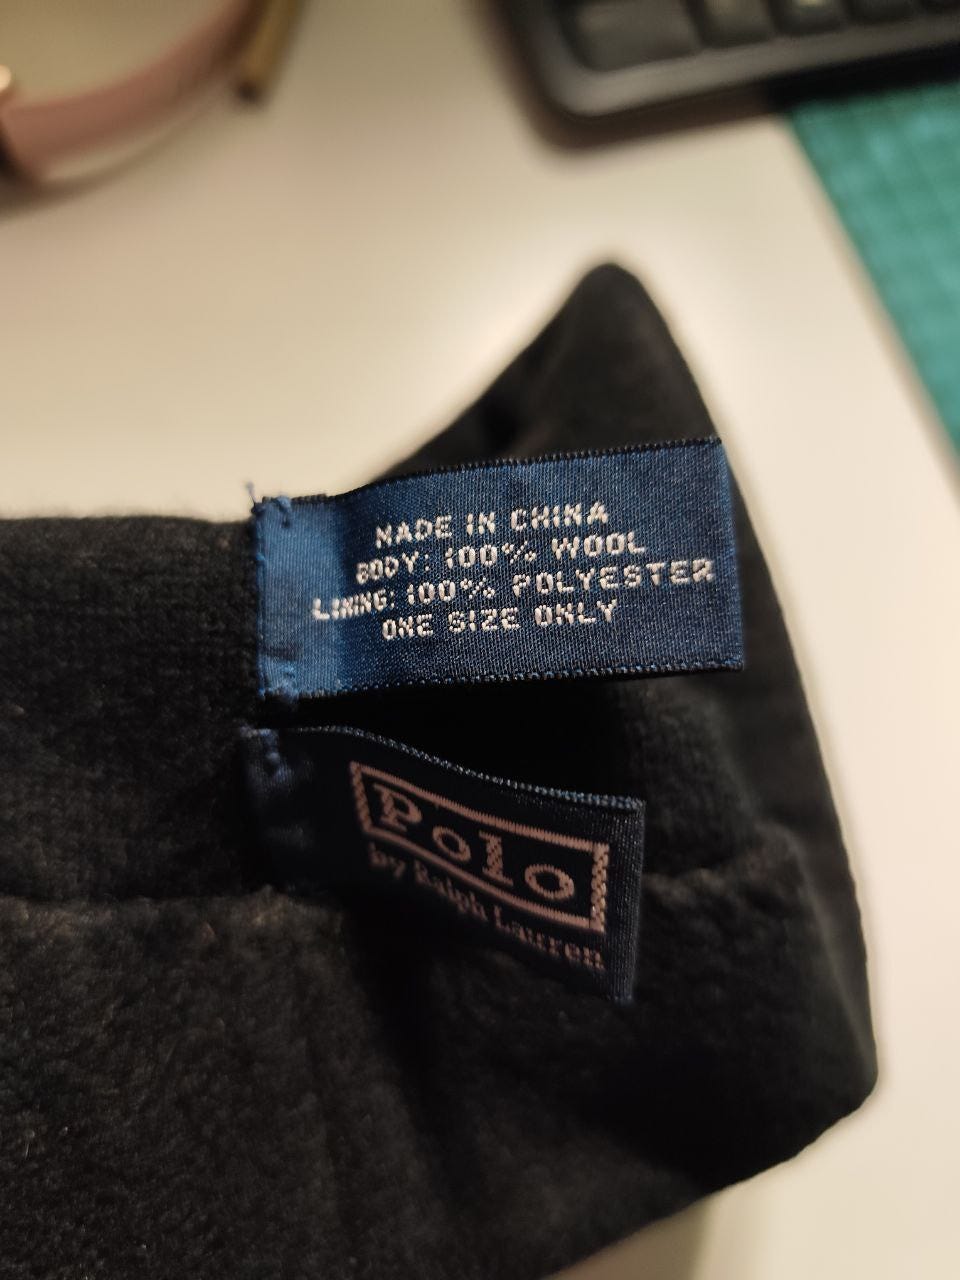 MADE IN CHINA
BODY: 100% WOOL
LINING: 100% POLYESTER
ONE SIZE ONLY
Polo
by Ralph Lauren